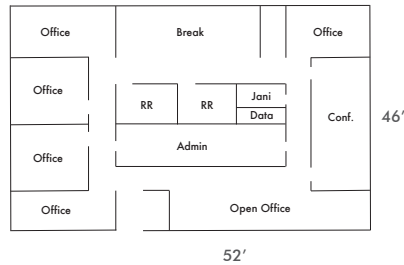 Office
Break
Office
Office
RR
RR
Jani
Data
Conf.
46'
Admin
Office
Office
Open Office
52'